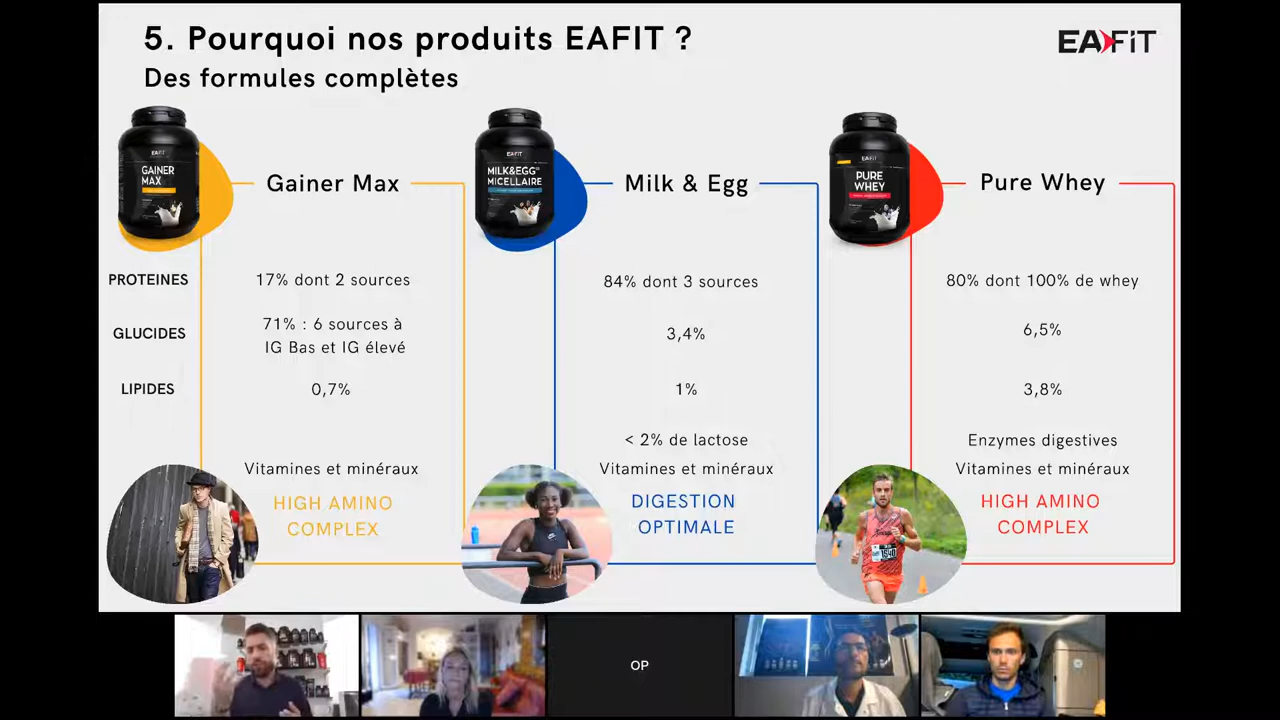 5. Pourquoi nos produits EAFIT ?
Des formules complètes
EAFIT
EAFIT
GAINER
MAX
Gainer Max
EAFIT
MILK&EGG
MICELLAIRE
Milk & Egg
EAFIT
PURE
WHEY
Pure Whey
PROTEINES
17% dont 2 sources
84% dont 3 sources
80% dont 100% de whey
GLUCIDES
71% : 6 sources à
IG Bas et IG élevé
3,4%
6,5%
LIPIDES
0,7%
1%
3,8%
< 2% de lactose
Enzymes digestives
Vitamines et minéraux
Vitamines et minéraux
Vitamines et minéraux
HIGH AMINO
COMPLEX
DIGESTION
OPTIMALE
HIGH AMINO
COMPLEX
OP